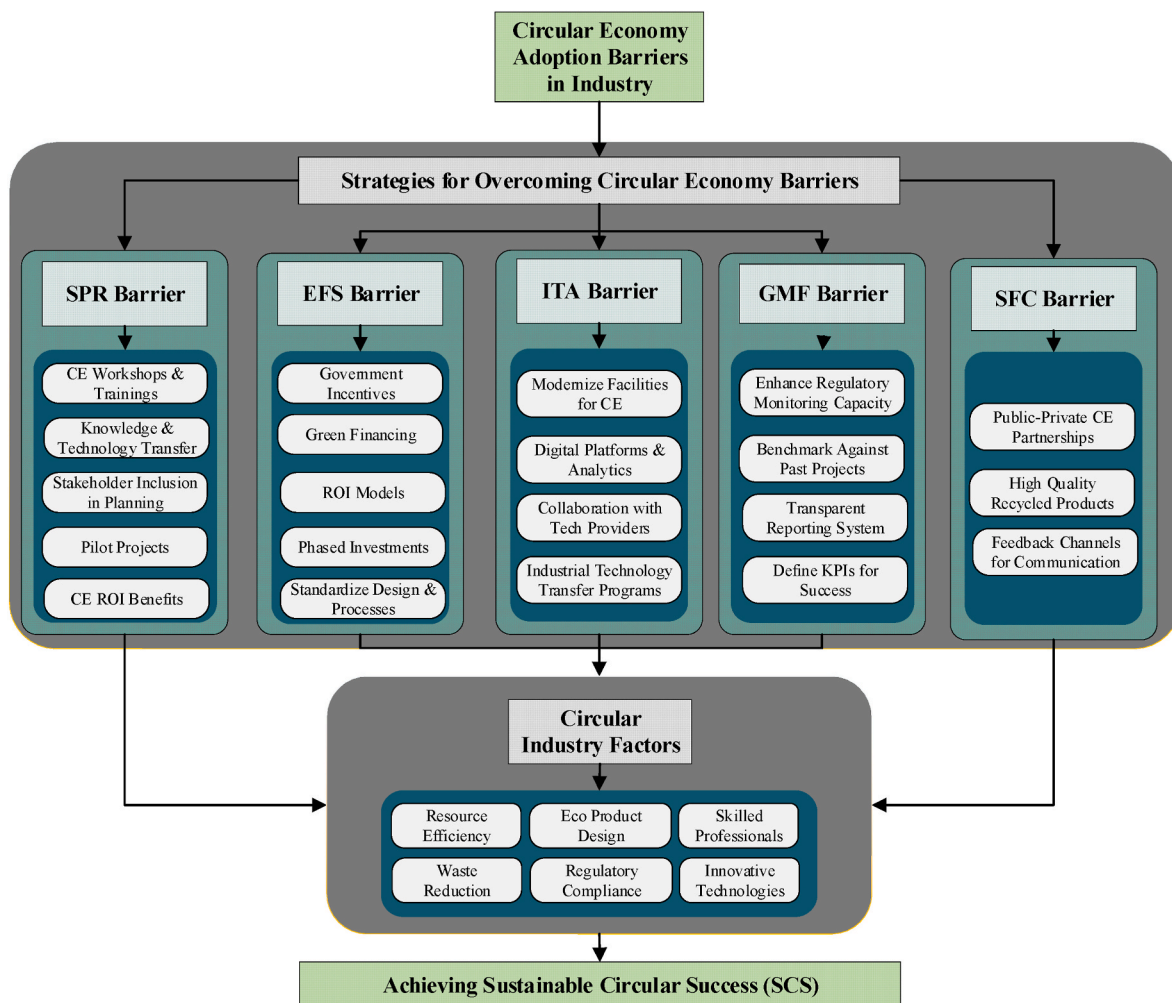 Circular Economy
Adoption Barriers
in Industry
Strategies for Overcoming Circular Economy Barriers
SPR Barrier
CE Workshops &
Trainings
Knowledge &
Technology Transfer
Stakeholder Inclusion
in Planning
Pilot Projects
CE ROI Benefits
EFS Barrier
Government
Incentives
Green Financing
ROI Models
Phased Investments
Standardize Design &
Processes
ITA Barrier
Modernize Facilities
for CE
Digital Platforms &
Analytics
Collaboration with
Tech Providers
Industrial Technology
Transfer Programs
GMF Barrier
Enhance Regulatory
Monitoring Capacity
Benchmark Against
Past Projects
Transparent
Reporting System
Define KPIs for
Success
SFC Barrier
Public-Private CE
Partnerships
High Quality
Recycled Products
Feedback Channels
for Communication
Circular
Industry Factors
Resource
Efficiency
Eco Product
Design
Skilled
Professionals
Waste
Reduction
Regulatory
Compliance
Innovative
Technologies
Achieving Sustainable Circular Success (SCS)